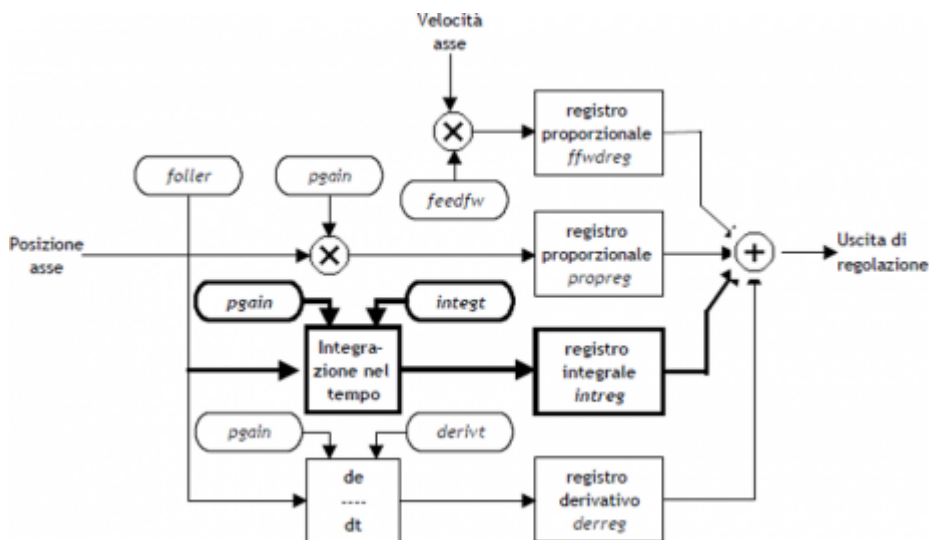 Velocità
asse
registro
proporzionale
ffwdreg
foller
pgain
feedfw
Posizione
asse
registro
proporzionale
propreg
Uscita di
regolazione
pgain
integt
Integra-
zione nel
tempo
registro
integrale
intreg
pgain
derivt
de
----
dt
registro
derivativo
derreg